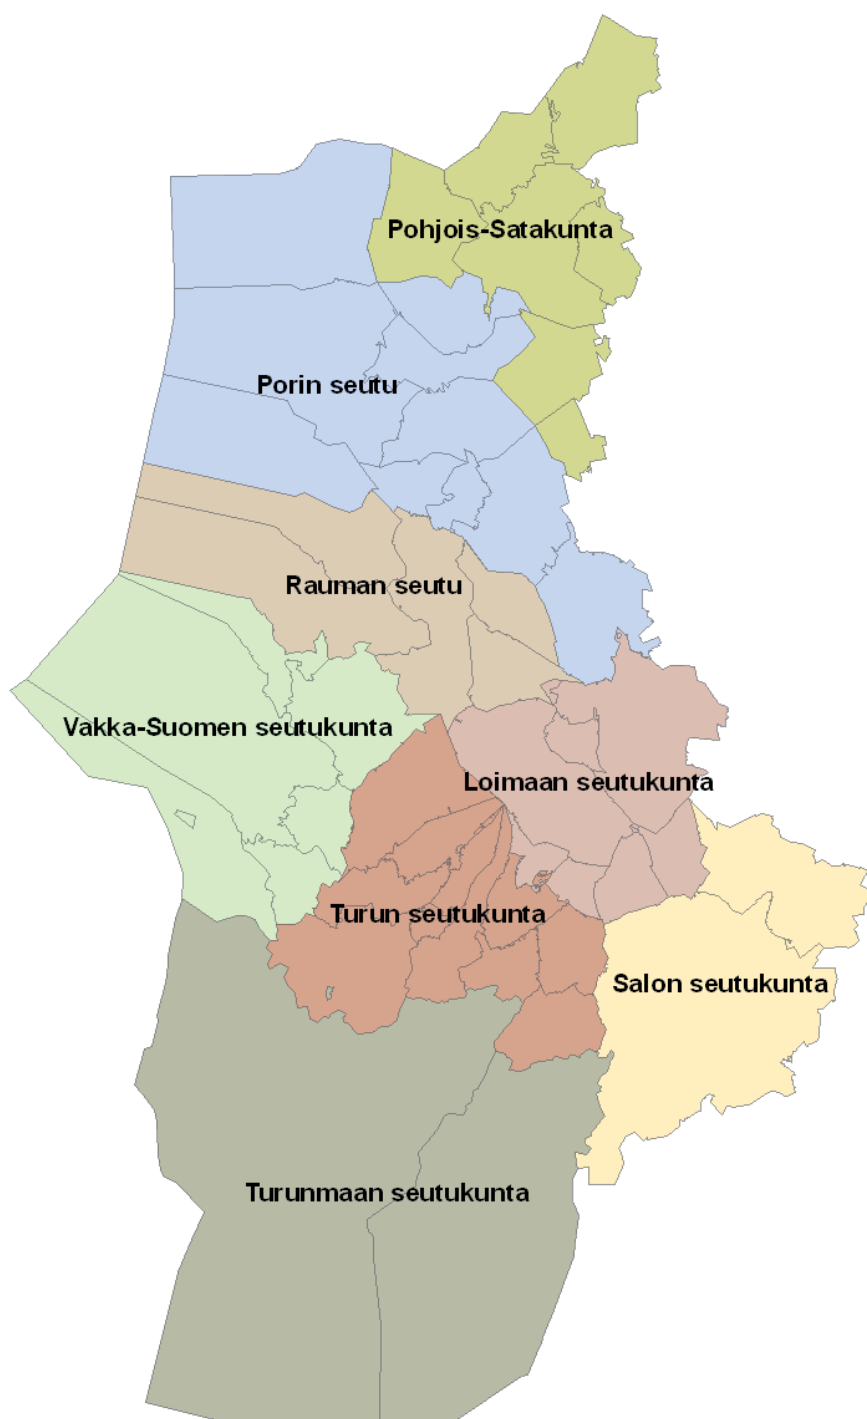 Pohjois-Satakunta
Porin seutu
Rauman seutu
Vakka-Suomen seutukunta
Loimaan seutukunta
Turun seutukunta
Salon seutukunta
Turunmaan seutukunta